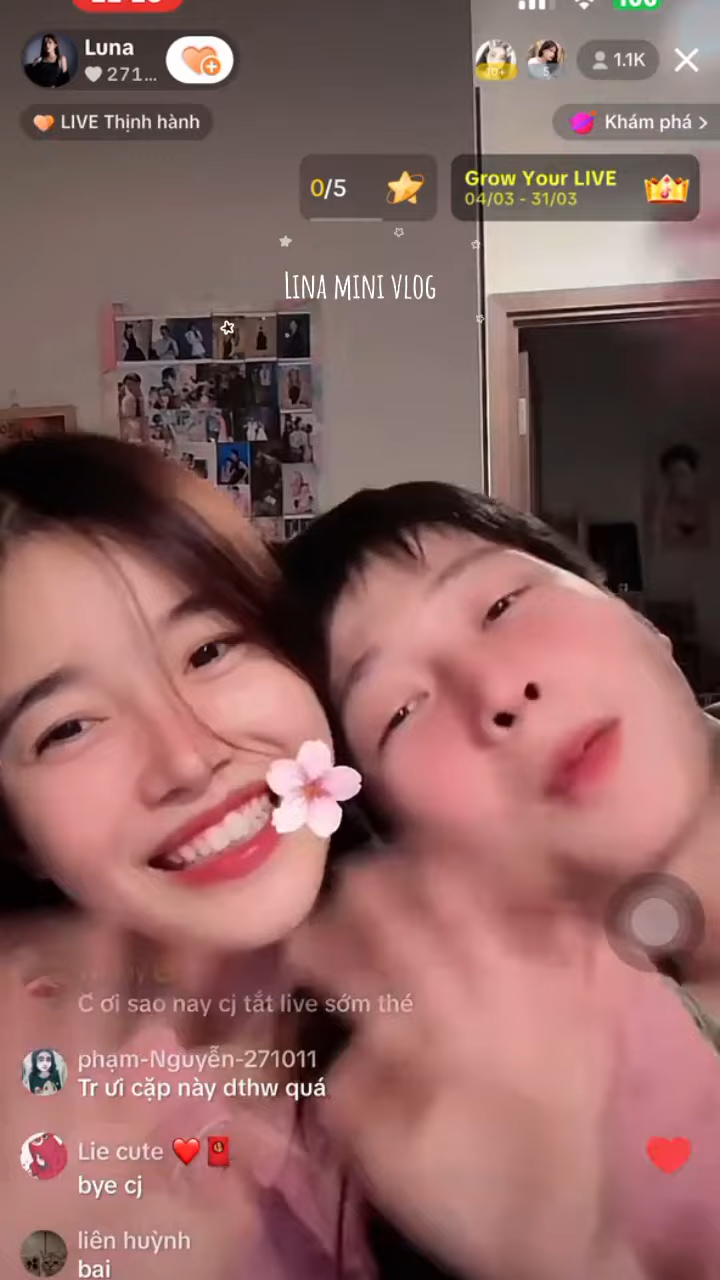 Luna
271...
1.1K
LIVE Thịnh hành
Khám phá >
0/5
Grow Your LIVE
04/03 - 31/03
LINA MINI VLOG
C ơi sao nay cj tắt live sớm thé
phạm-Nguyễn-271011
Tr ưi cặp này dthw quá
Lie cute
bye cj
liên huỳnh
bai